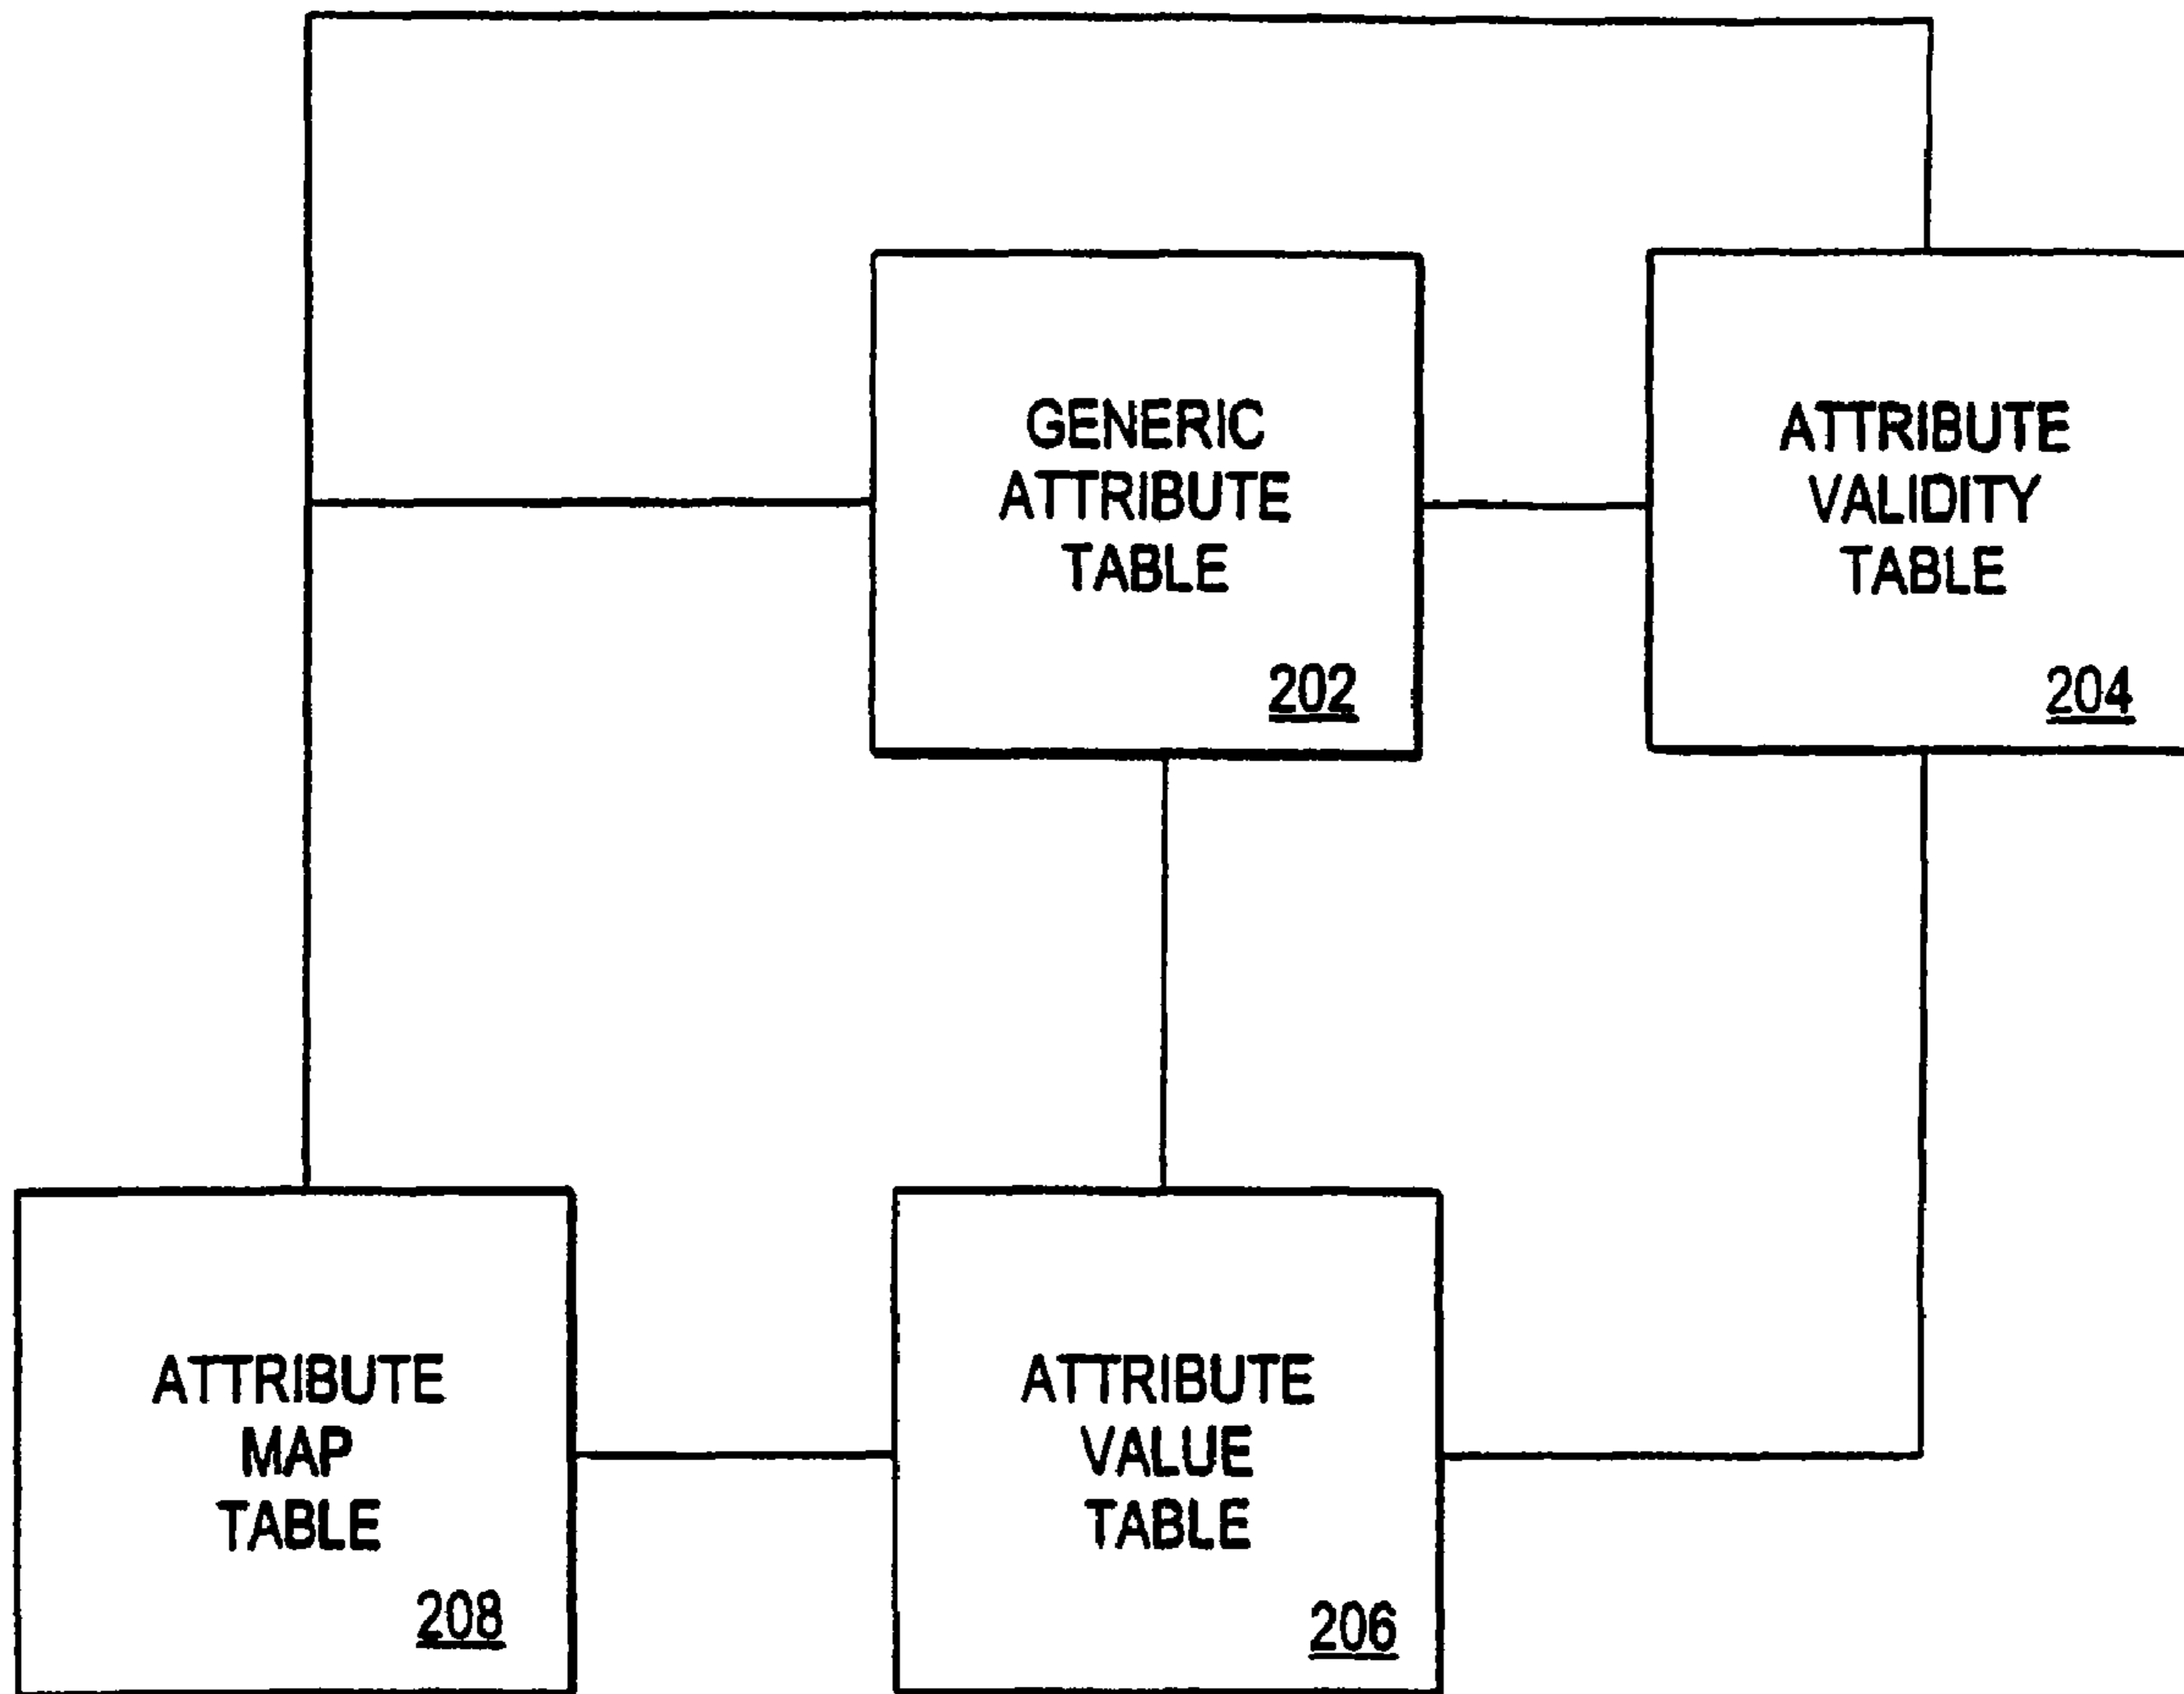 GENERIC
ATTRIBUTE
TABLE
202
ATTRIBUTE
VALIDITY
TABLE
204
ATTRIBUTE
MAP
TABLE
208
ATTRIBUTE
VALUE
TABLE
206